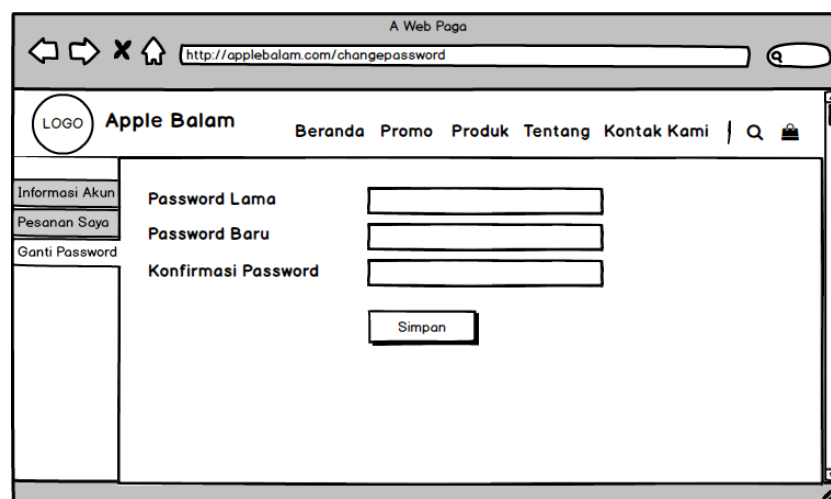 A Web Paga
http://applebalam.com/changepassword
LOGO
Apple Balam
Beranda Promo Produk Tentang Kontak Kami
Informasi Akun
Pesanan Saya
Ganti Password
Password Lama
Password Baru
Konfirmasi Password
Simpan